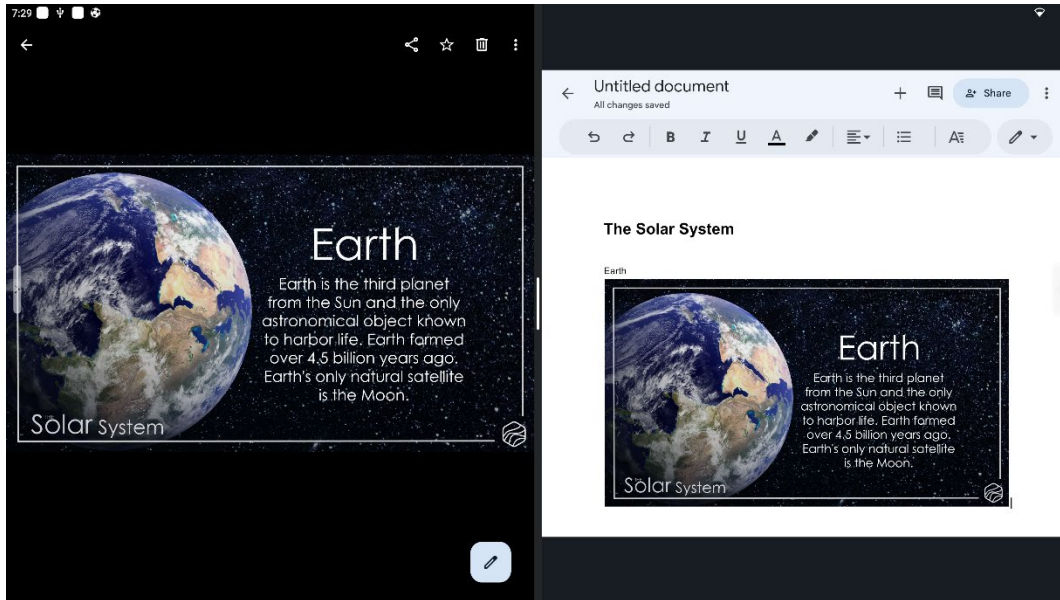 7:29
Earth
Earth is the third planet
from the Sun and the only
astronomical object known
to harbor life. Earth formed
over 4.5 billion years ago.
Earth's only natural satellite
is the Moon.
Solar System
Untitled document
All changes saved
Share
B I U A
The Solar System
Earth
Earth
Earth is the third planet
from the Sun and the only
astronomical object known
to harbor life. Earth formed
over 4.5 billion years ago.
Earth's only natural satellite
is the Moon.
Solar System